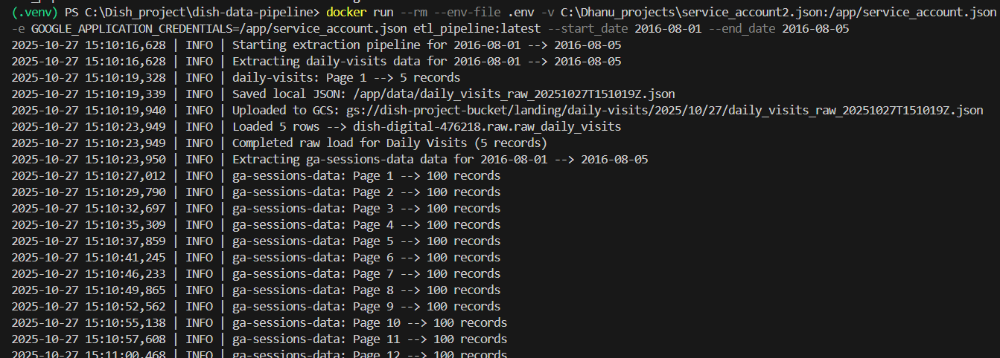 (.venv) PS C:\Dish_project\dish-data-pipeline> docker run --rm --env-file .env -v C:\Dhanu_projects\service_account2.json:/app/service_account.json
-e GOOGLE_APPLICATION_CREDENTIALS=/app/service_account.json etl_pipeline:latest --start_date 2016-08-01 --end_date 2016-08-05
2025-10-27 15:10:16,628 | INFO | Starting extraction pipeline for 2016-08-01 --> 2016-08-05
2025-10-27 15:10:16,628 | INFO | Extracting daily-visits data for 2016-08-01 --> 2016-08-05
2025-10-27 15:10:19,328 | INFO | daily-visits: Page 1 --> 5 records
2025-10-27 15:10:19,339 | INFO | Saved local JSON: /app/data/daily_visits_raw_20251027T151019Z.json
2025-10-27 15:10:19,940 | INFO | Uploaded to GCS: gs://dish-project-bucket/landing/daily-visits/2025/10/27/daily_visits_raw_20251027T151019Z.json
2025-10-27 15:10:23,949 | INFO | Loaded 5 rows --> dish-digital-476218.raw.raw_daily_visits
2025-10-27 15:10:23,949 | INFO | Completed raw load for Daily Visits (5 records)
2025-10-27 15:10:23,950 | INFO | Extracting ga-sessions-data data for 2016-08-01 --> 2016-08-05
2025-10-27 15:10:27,012 | INFO | ga-sessions-data: Page 1 --> 100 records
2025-10-27 15:10:29,790 | INFO | ga-sessions-data: Page 2 --> 100 records
2025-10-27 15:10:32,697 | INFO | ga-sessions-data: Page 3 --> 100 records
2025-10-27 15:10:35,309 | INFO | ga-sessions-data: Page 4 --> 100 records
2025-10-27 15:10:37,859 | INFO | ga-sessions-data: Page 5 --> 100 records
2025-10-27 15:10:41,245 | INFO | ga-sessions-data: Page 6 --> 100 records
2025-10-27 15:10:46,233 | INFO | ga-sessions-data: Page 7 --> 100 records
2025-10-27 15:10:49,865 | INFO | ga-sessions-data: Page 8 --> 100 records
2025-10-27 15:10:52,562 | INFO | ga-sessions-data: Page 9 --> 100 records
2025-10-27 15:10:55,138 | INFO | ga-sessions-data: Page 10 --> 100 records
2025-10-27 15:10:57,608 | INFO | ga-sessions-data: Page 11 --> 100 records
2025-10-27 15:11:00,468 | INFO | ga-sessions-data: Page 12 --> 100 records